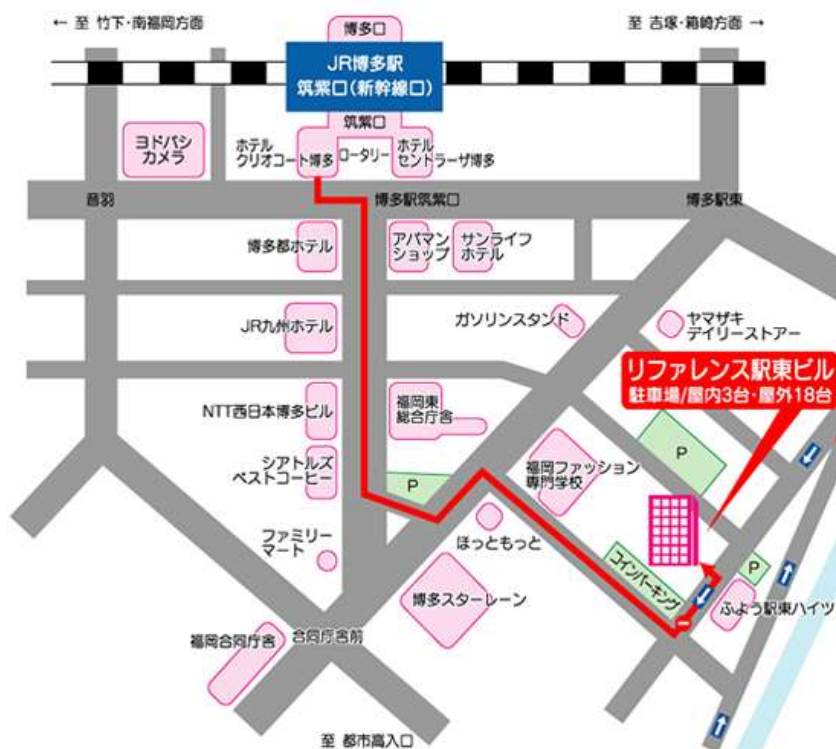 ← 至 竹下・南福岡方面
博多口
至 吉塚・箱崎方面 →
JR博多駅
筑紫口(新幹線口)
筑紫口
ヨドバシ
カメラ
ホテル
クリオコート博多
ロータリー
ホテル
セントラーザ博多
音羽
博多駅筑紫口
博多駅東
博多都ホテル
アパマン
ショップ
サンライフ
ホテル
JR九州ホテル
ガソリンスタンド
ヤマザキ
デイリーストアー
リファレンス駅東ビル
駐車場/屋内3台・屋外18台
NTT西日本博多ビル
福岡東
総合庁舎
シアトルズ
ベストコーヒー
P
福岡ファッション
専門学校
P
ファミリー
マート
ほっともっと
コインパーキング
P
博多スターレーン
ふよう駅東ハイツ
福岡合同庁舎
合同庁舎前
至 都市高入口